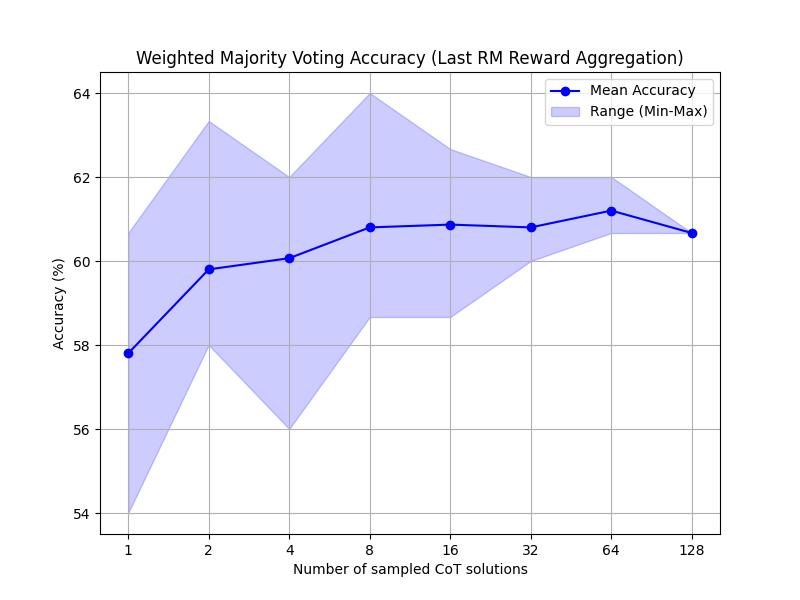 Weighted Majority Voting Accuracy (Last RM Reward Aggregation)
Mean Accuracy
Range (Min-Max)
Accuracy (%)
64
62
60
58
56
54
1 2 4 8 16 32 64 128
Number of sampled CoT solutions